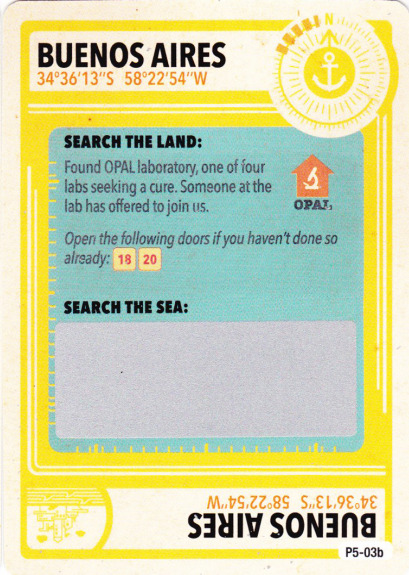 BUENOS AIRES
34°36'13"S 58°22'54"W
N
SEARCH THE LAND:
Found OPAL laboratory, one of four
labs seeking a cure. Someone at the
lab has offered to join us.
OPAL
Open the following doors if you haven't done so
already: 18 20
SEARCH THE SEA:
34°36'13"S 58°22'54"W
BUENOS AIRES
P5-03b